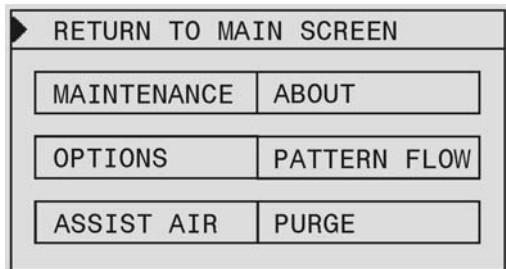 RETURN TO MAIN SCREEN
MAINTENANCE ABOUT
OPTIONS PATTERN FLOW
ASSIST AIR PURGE